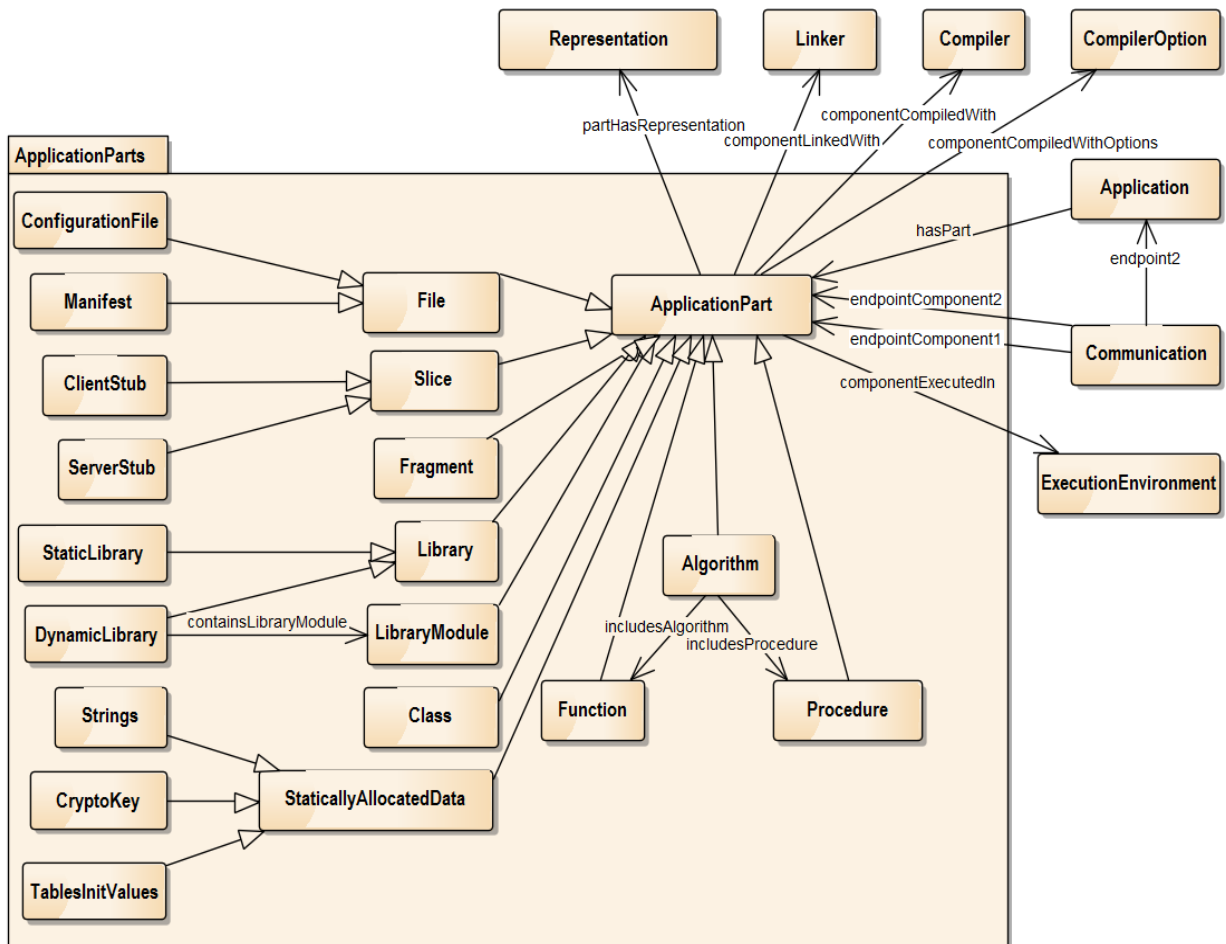 Representation
Linker
Compiler
CompilerOption
partHasRepresentation
componentLinkedWith
componentCompiledWith
componentCompiledWithOptions
ApplicationParts
ConfigurationFile
Application
hasPart
endpoint2
Manifest
File
ApplicationPart
endpointComponent2
endpointComponent1
Communication
ClientStub
Slice
componentExecutedIn
ServerStub
Fragment
ExecutionEnvironment
StaticLibrary
Library
Algorithm
DynamicLibrary
containsLibraryModule
LibraryModule
includesAlgorithm
includesProcedure
Strings
Class
Function
Procedure
CryptoKey
StaticallyAllocatedData
TablesInitValues